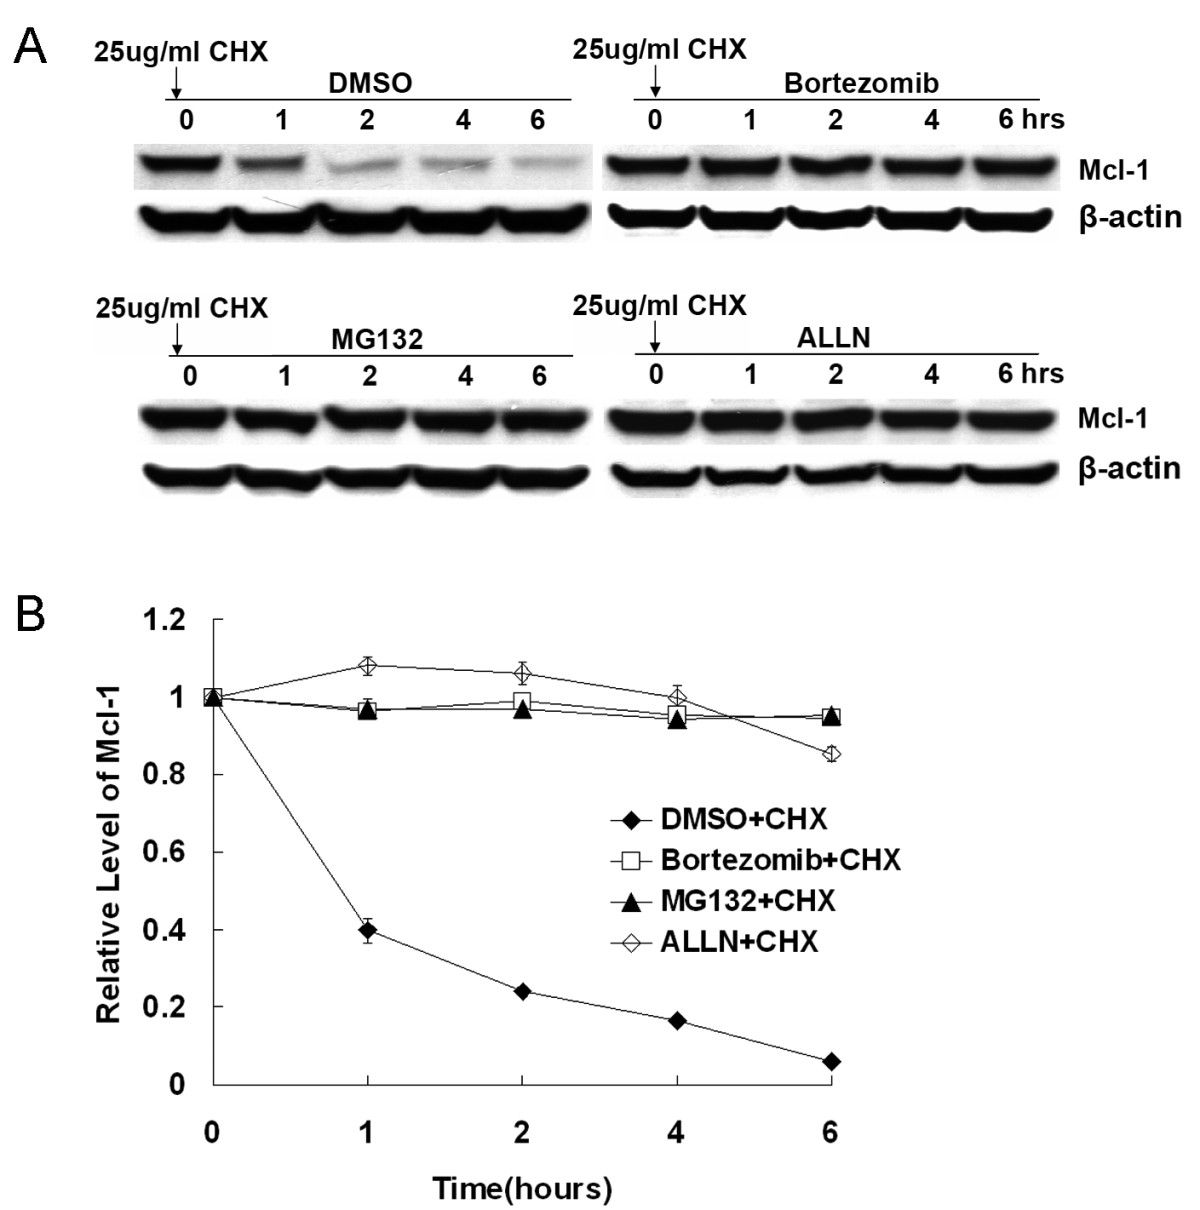 A
25ug/ml CHX
DMSO
0 1 2 4 6
25ug/ml CHX
Bortezomib
0 1 2 4 6 hrs
Mcl-1
β-actin
25ug/ml CHX
MG132
0 1 2 4 6
25ug/ml CHX
ALLN
0 1 2 4 6 hrs
Mcl-1
β-actin
B
Relative Level of Mcl-1
1.2
1
0.8
0.6
0.4
0.2
0
DMSO+CHX
Bortezomib+CHX
MG132+CHX
ALLN+CHX
0 1 2 4 6
Time(hours)